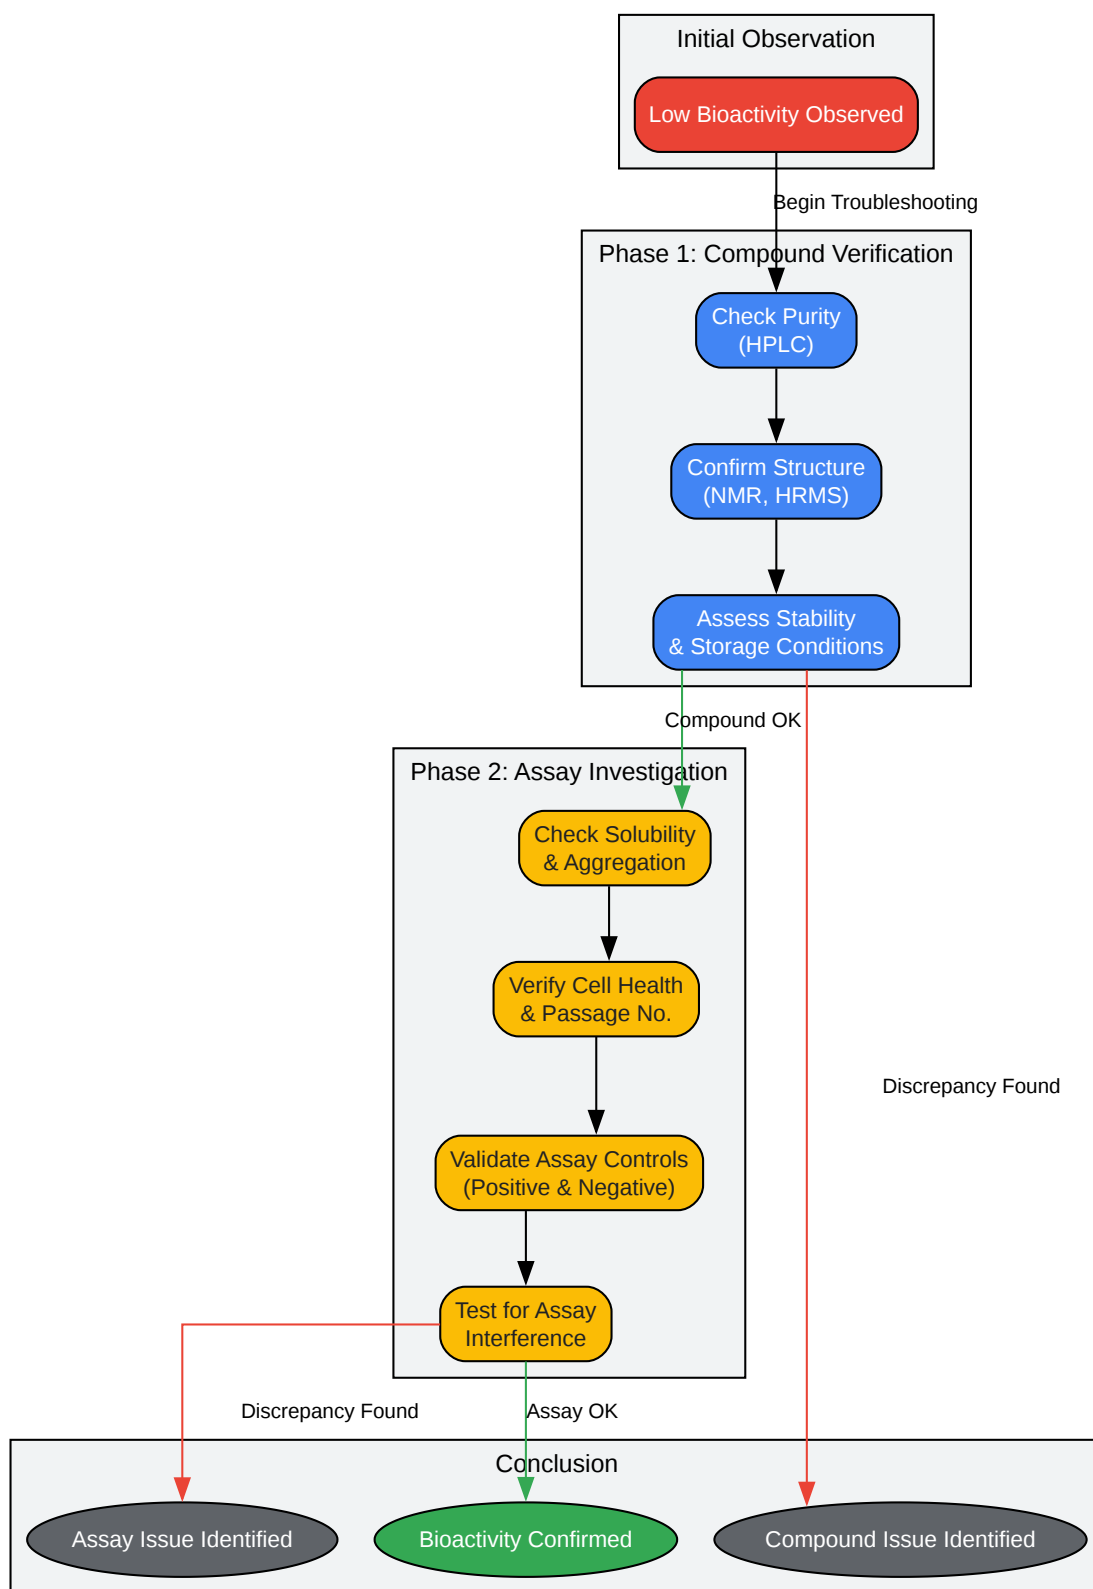 Initial Observation
Low Bioactivity Observed
Begin Troubleshooting
Phase 1: Compound Verification
Check Purity
(HPLC)
Confirm Structure
(NMR, HRMS)
Assess Stability
& Storage Conditions
Compound OK
Phase 2: Assay Investigation
Check Solubility
& Aggregation
Verify Cell Health
& Passage No.
Discrepancy Found
Validate Assay Controls
(Positive & Negative)
Test for Assay
Interference
Discrepancy Found
Assay OK
Conclusion
Assay Issue Identified
Bioactivity Confirmed
Compound Issue Identified